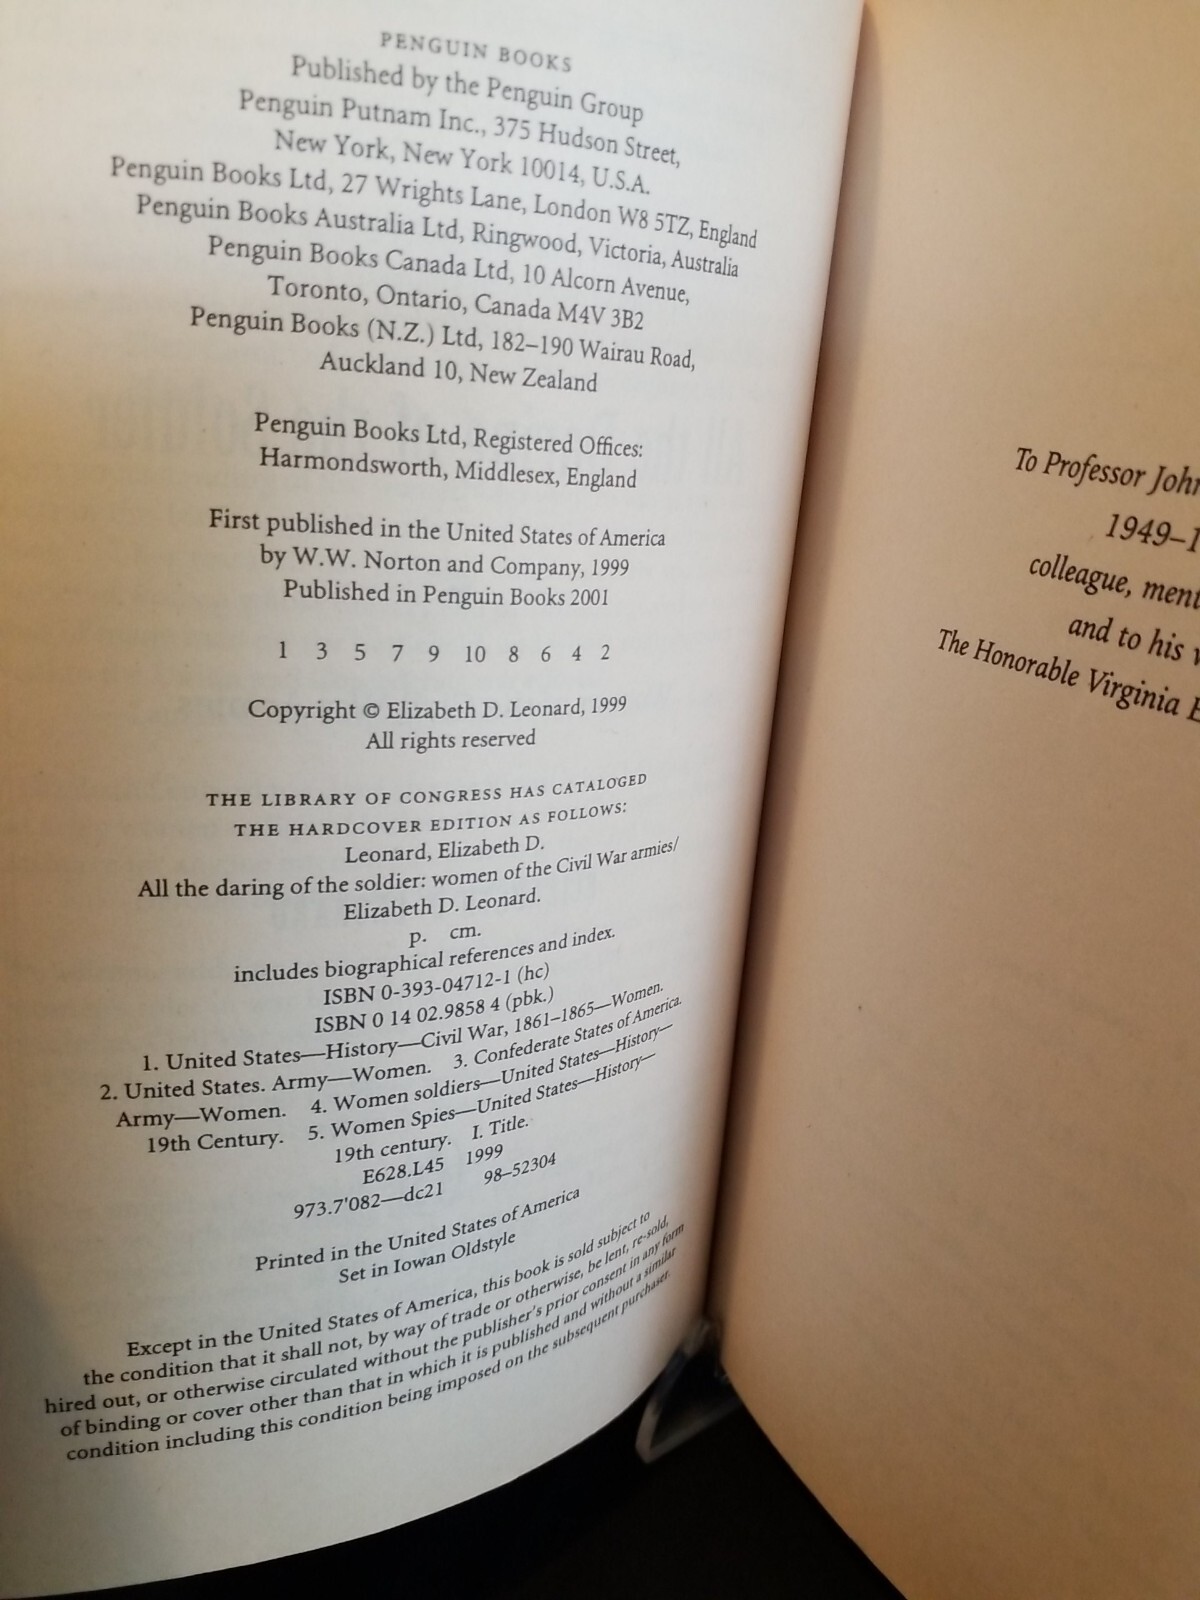 PENGUIN BOOKS
Published by the Penguin Group
Penguin Putnam Inc., 375 Hudson Street,
New York, New York 10014, U.S.A.
Penguin Books Ltd, 27 Wrights Lane, London W8 5TZ, England
Penguin Books Australia Ltd, Ringwood, Victoria, Australia
Penguin Books Canada Ltd, 10 Alcorn Avenue,
Toronto, Ontario, Canada M4V 3B2
Penguin Books (N.Z.) Ltd, 182–190 Wairau Road,
Auckland 10, New Zealand
Penguin Books Ltd, Registered Offices:
Harmondsworth, Middlesex, England
First published in the United States of America
by W.W. Norton and Company, 1999
Published in Penguin Books 2001
1 3 5 7 9 10 8 6 4 2
Copyright © Elizabeth D. Leonard, 1999
All rights reserved
THE LIBRARY OF CONGRESS HAS CATALOGED
THE HARDCOVER EDITION AS FOLLOWS:
Leonard, Elizabeth D.
All the daring of the soldier: women of the Civil War armies/
Elizabeth D. Leonard.
p. cm.
includes biographical references and index.
ISBN 0-393-04712-1 (hc)
ISBN 0 14 02.9858 4 (pbk.)
1. United States—History—Civil War, 1861–1865—Women.
2. United States. Army—Women. 3. Confederate States of America.
Army—Women. 4. Women soldiers—United States—History—
19th Century. 5. Women Spies—United States—History—
19th century. I. Title.
E628.L45 1999
973.7'082—dc21 98–52304
Printed in the United States of America
Set in Iowan Oldstyle
Except in the United States of America, this book is sold subject to
the condition that it shall not, by way of trade or otherwise, be lent, re-sold,
hired out, or otherwise circulated without the publisher's prior consent in any form
of binding or cover other than that in which it is published and without a similar
condition including this condition being imposed on the subsequent purchaser.
To Professor John
1949–1
colleague, ment
and to his
The Honorable Virginia E